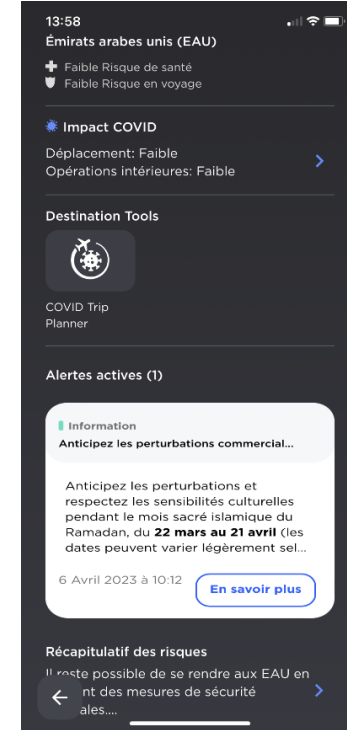 13:58
Émirats arabes unis (EAU)
Faible Risque de santé
Faible Risque en voyage
Impact COVID
Déplacement: Faible
Opérations intérieures: Faible
Destination Tools
COVID Trip
Planner
Alertes actives (1)
Information
Anticipez les perturbations commercial...
Anticipez les perturbations et
respectez les sensibilités culturelles
pendant le mois sacré islamique du
Ramadan, du 22 mars au 21 avril (les
dates peuvent varier légèrement sel...
6 Avril 2023 à 10:12
En savoir plus
Récapitulatif des risques
Il reste possible de se rendre aux EAU en
nt des mesures de sécurité
ales....